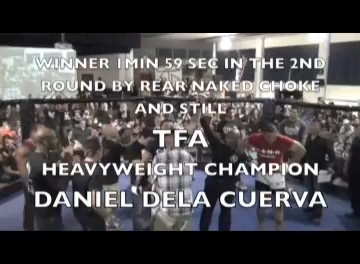 WINNER 1MIN 59 SEC IN THE 2ND
ROUND BY REAR NAKED CHOKE
AND STILL
TFA
HEAVYWEIGHT CHAMPION
DANIEL DELA CUERVA